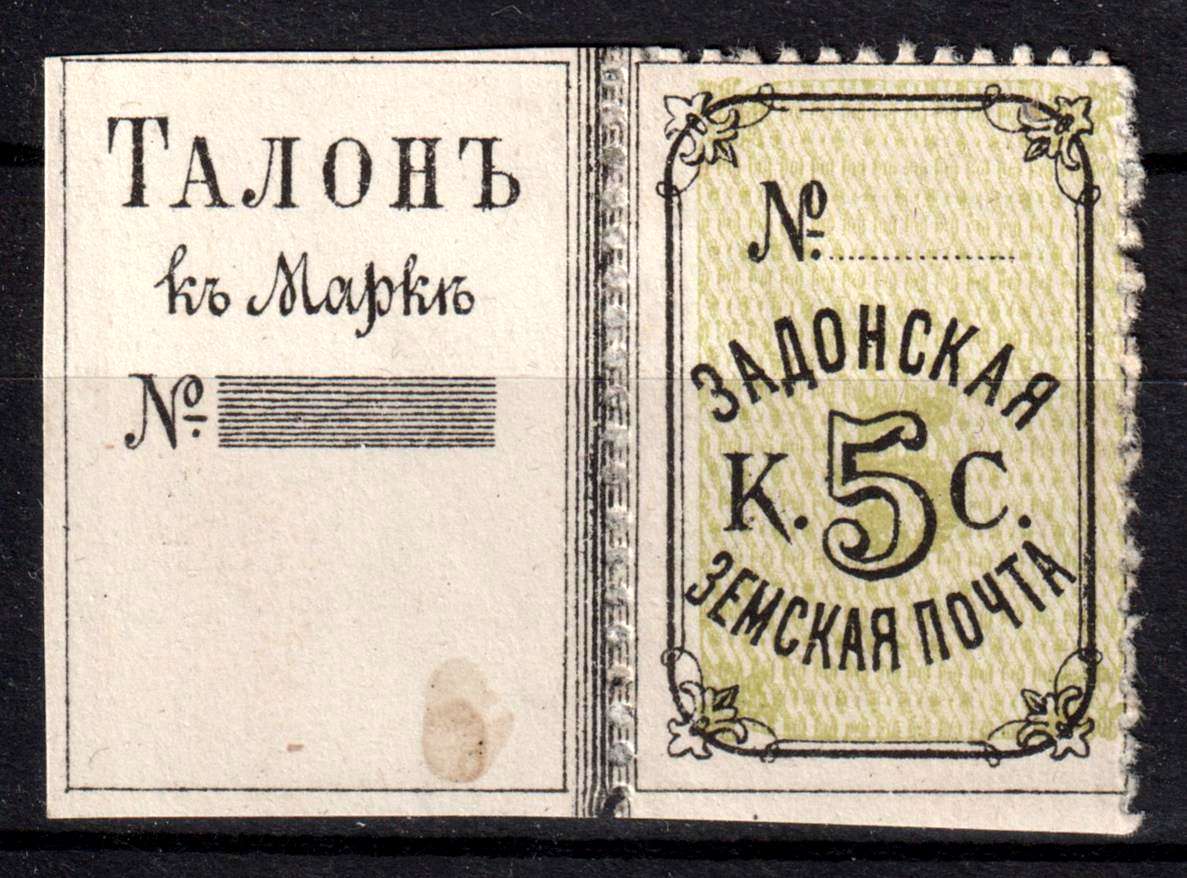 Талонъ
къ Маркѣ
№
№
ЗАДОНСКАЯ
К. 5 С.
ЗЕМСКАЯ ПОЧТА